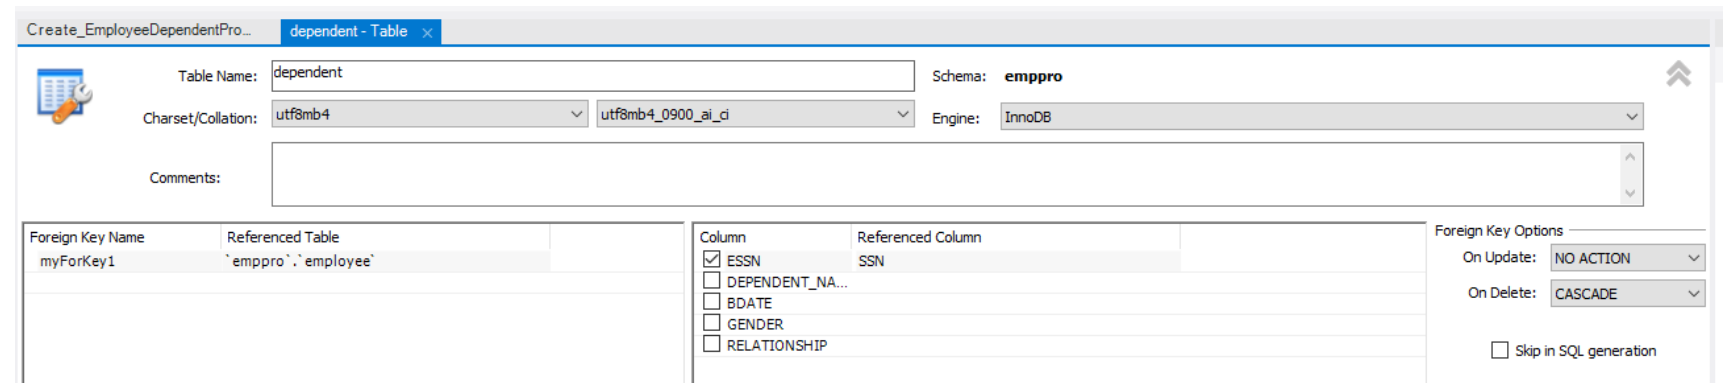 Create_EmployeeDependentPro... dependent - Table ×
Table Name: dependent Schema: emppro
Charset/Collation: utf8mb4 utf8mb4_0900_ai_ci Engine: InnoDB
Comments:
Foreign Key Name Referenced Table Column Referenced Column Foreign Key Options
myForKey1 `emppro`.`employee` ESSN SSN On Update: NO ACTION
DEPENDENT_NA...
BDATE On Delete: CASCADE
GENDER
RELATIONSHIP Skip in SQL generation